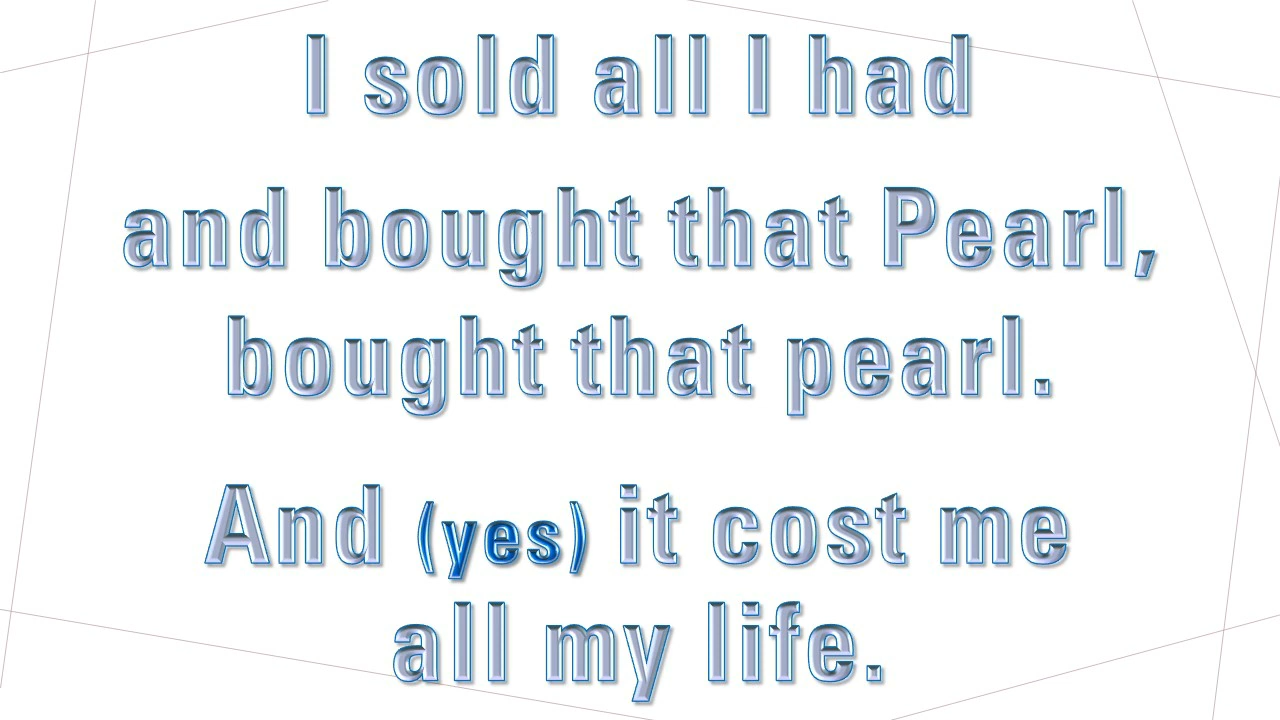 I sold all I had
and bought that Pearl,
bought that pearl.
And (yes) it cost me
all my life.